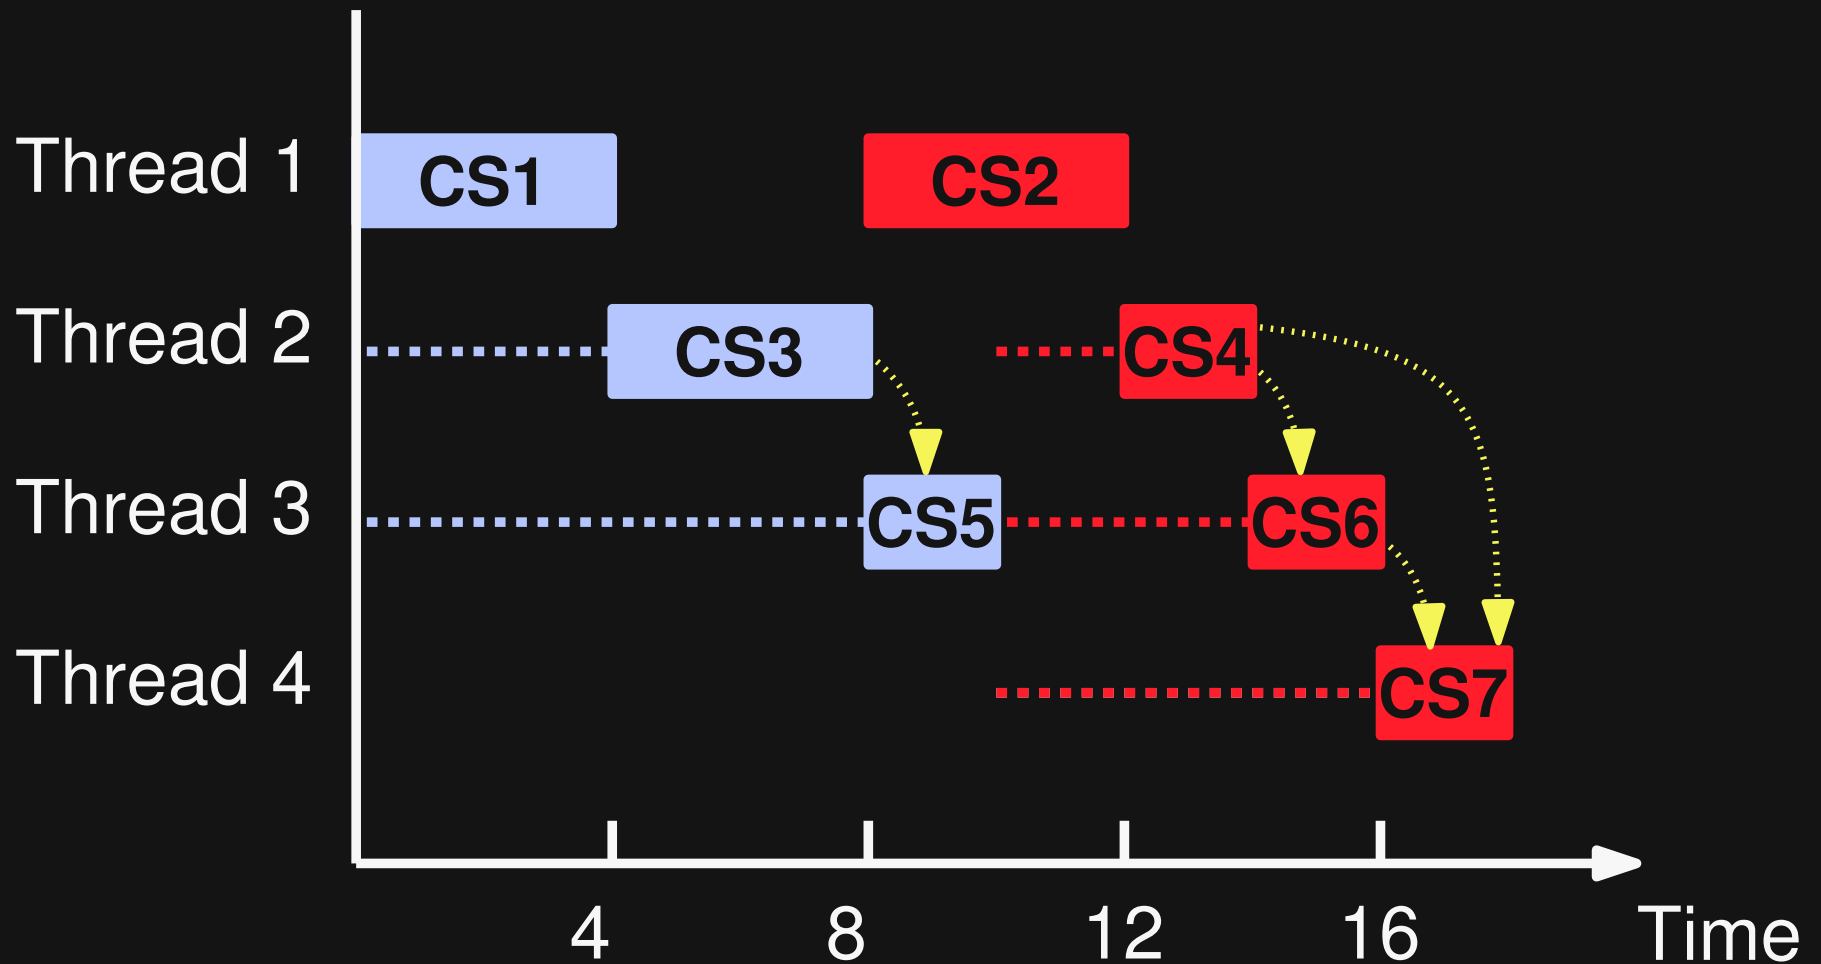 Thread 1
CS1
CS2
Thread 2
CS3
CS4
Thread 3
CS5
CS6
Thread 4
CS7
4
8
12
16
Time